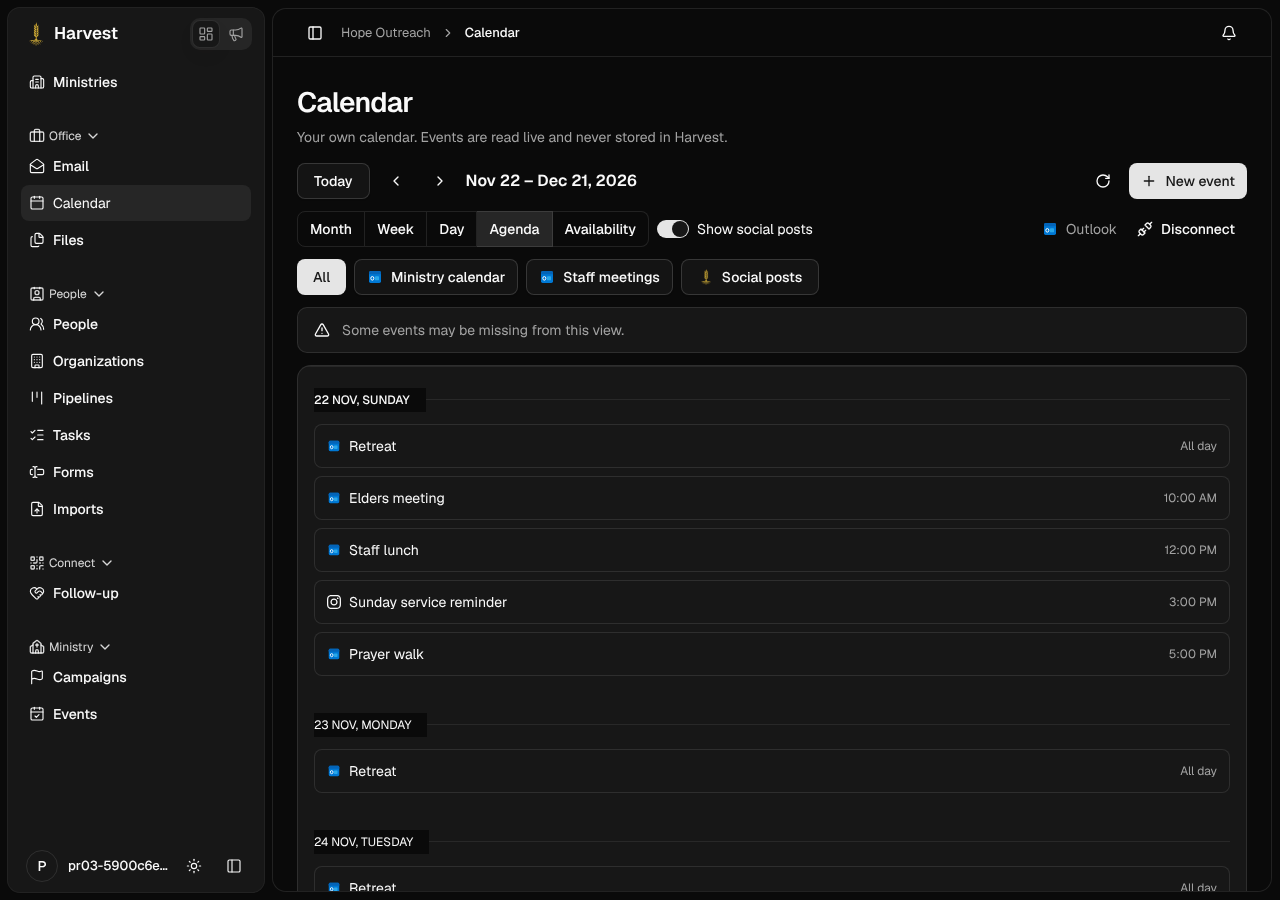 Harvest
Hope Outreach
Calendar
Ministries
Office
Email
Calendar
Files
People
People
Organizations
Pipelines
Tasks
Forms
Imports
Connect
Follow-up
Ministry
Campaigns
Events
P
pr03-5900c6e...
Calendar
Your own calendar. Events are read live and never stored in Harvest.
Today
Nov 22 – Dec 21, 2026
New event
Month Week Day Agenda Availability
Show social posts
Outlook
Disconnect
All
Ministry calendar
Staff meetings
Social posts
Some events may be missing from this view.
22 NOV, SUNDAY
Retreat All day
Elders meeting 10:00 AM
Staff lunch 12:00 PM
Sunday service reminder 3:00 PM
Prayer walk 5:00 PM
23 NOV, MONDAY
Retreat All day
24 NOV, TUESDAY
Retreat All day